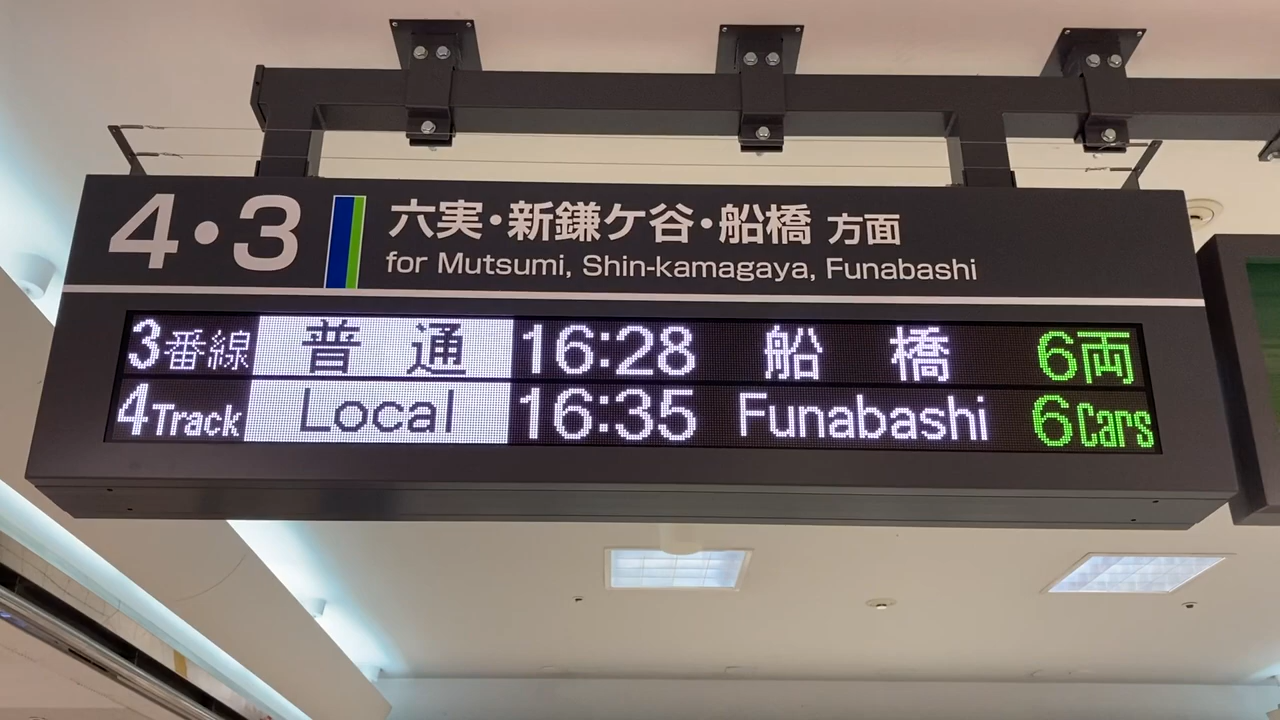 4・3 六実・新鎌ケ谷・船橋 方面
for Mutsumi, Shin-kamagaya, Funabashi
3番線 普通 16:28 船橋 6両
4Track Local 16:35 Funabashi 6Cars